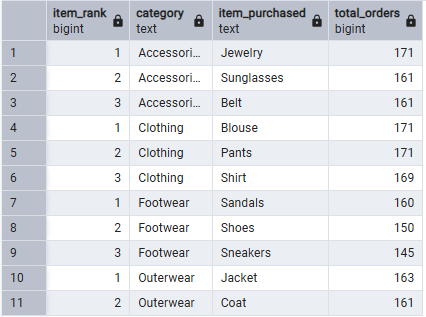 item_rank category item_purchased total_orders
bigint text text bigint
1 1 Accessori... Jewelry 171
2 2 Accessori... Sunglasses 161
3 3 Accessori... Belt 161
4 1 Clothing Blouse 171
5 2 Clothing Pants 171
6 3 Clothing Shirt 169
7 1 Footwear Sandals 160
8 2 Footwear Shoes 150
9 3 Footwear Sneakers 145
10 1 Outerwear Jacket 163
11 2 Outerwear Coat 161